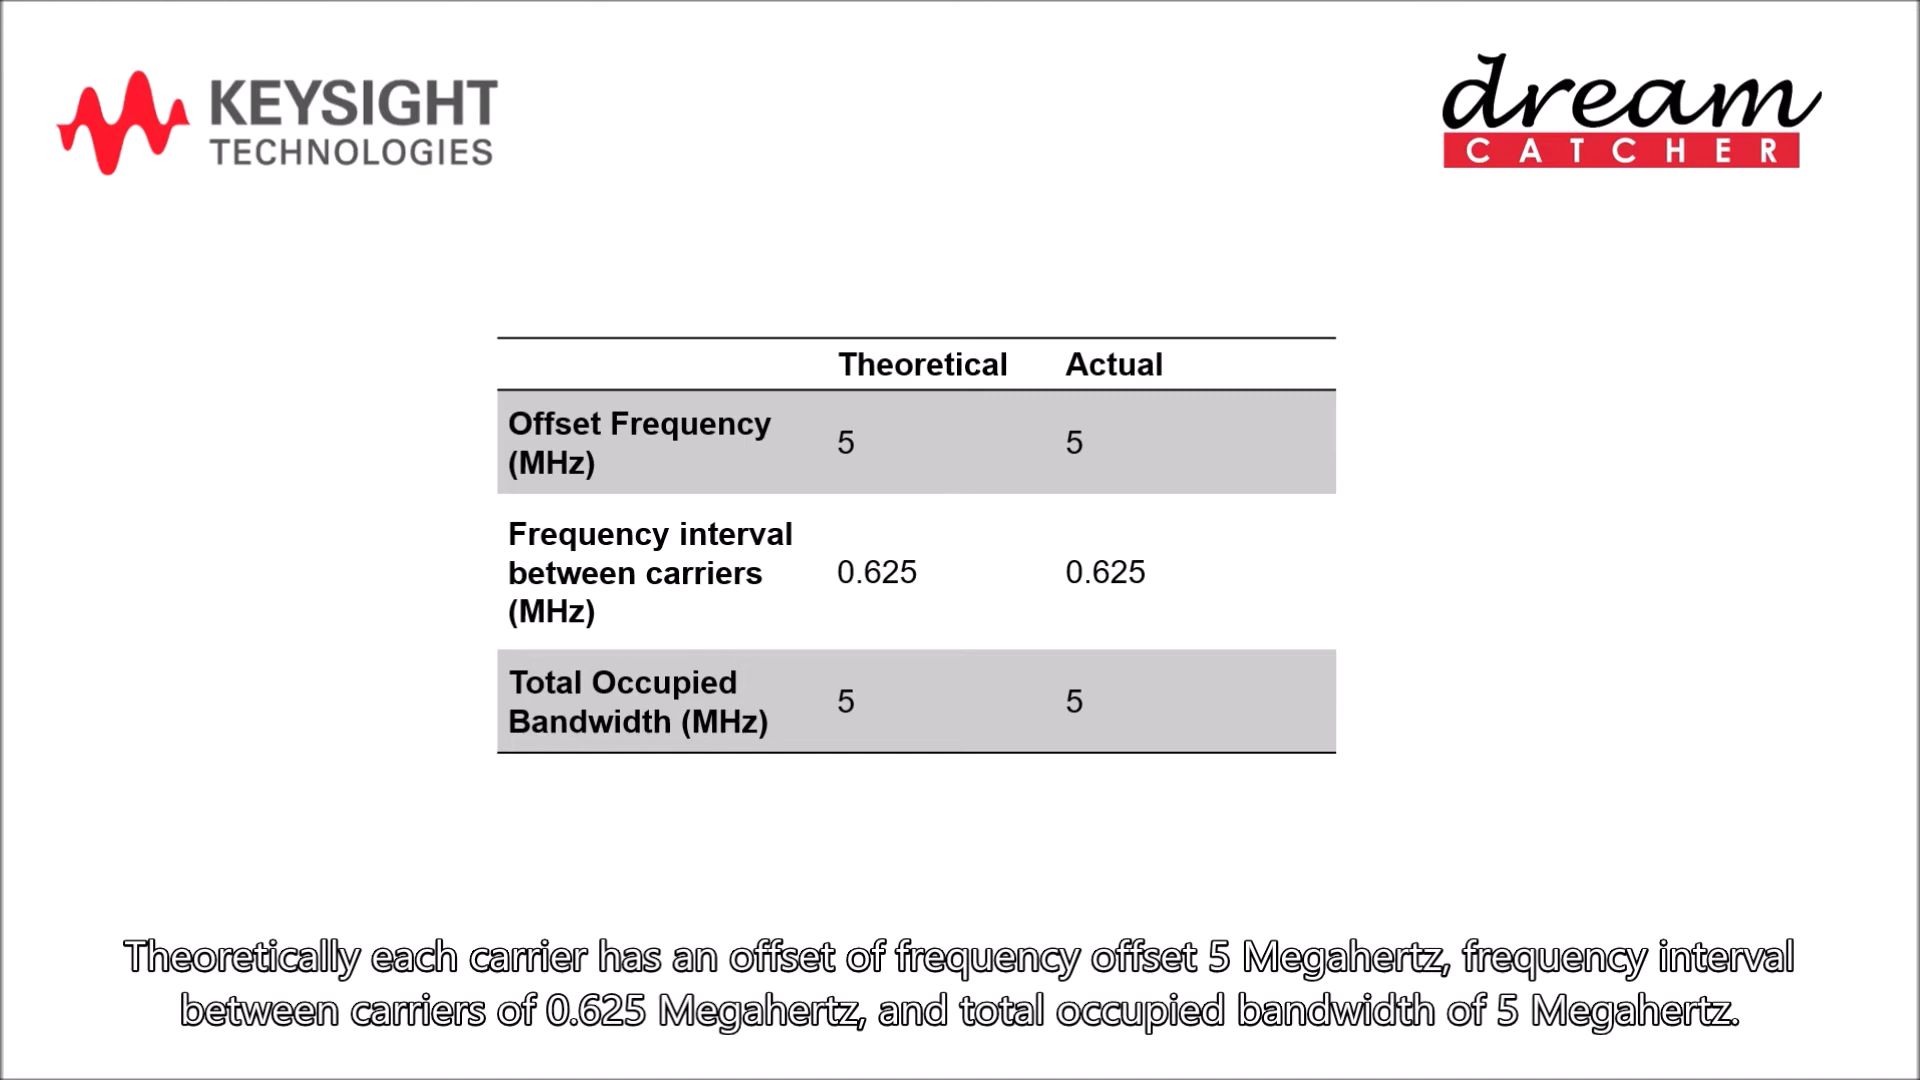 KEYSIGHT
TECHNOLOGIES
dream
CATCHER
Theoretical Actual
Offset Frequency
(MHz)
5 5
Frequency interval
between carriers
(MHz)
0.625 0.625
Total Occupied
Bandwidth (MHz)
5 5
Theoretically each carrier has an offset of frequency offset 5 Megahertz, frequency interval
between carriers of 0.625 Megahertz, and total occupied bandwidth of 5 Megahertz.